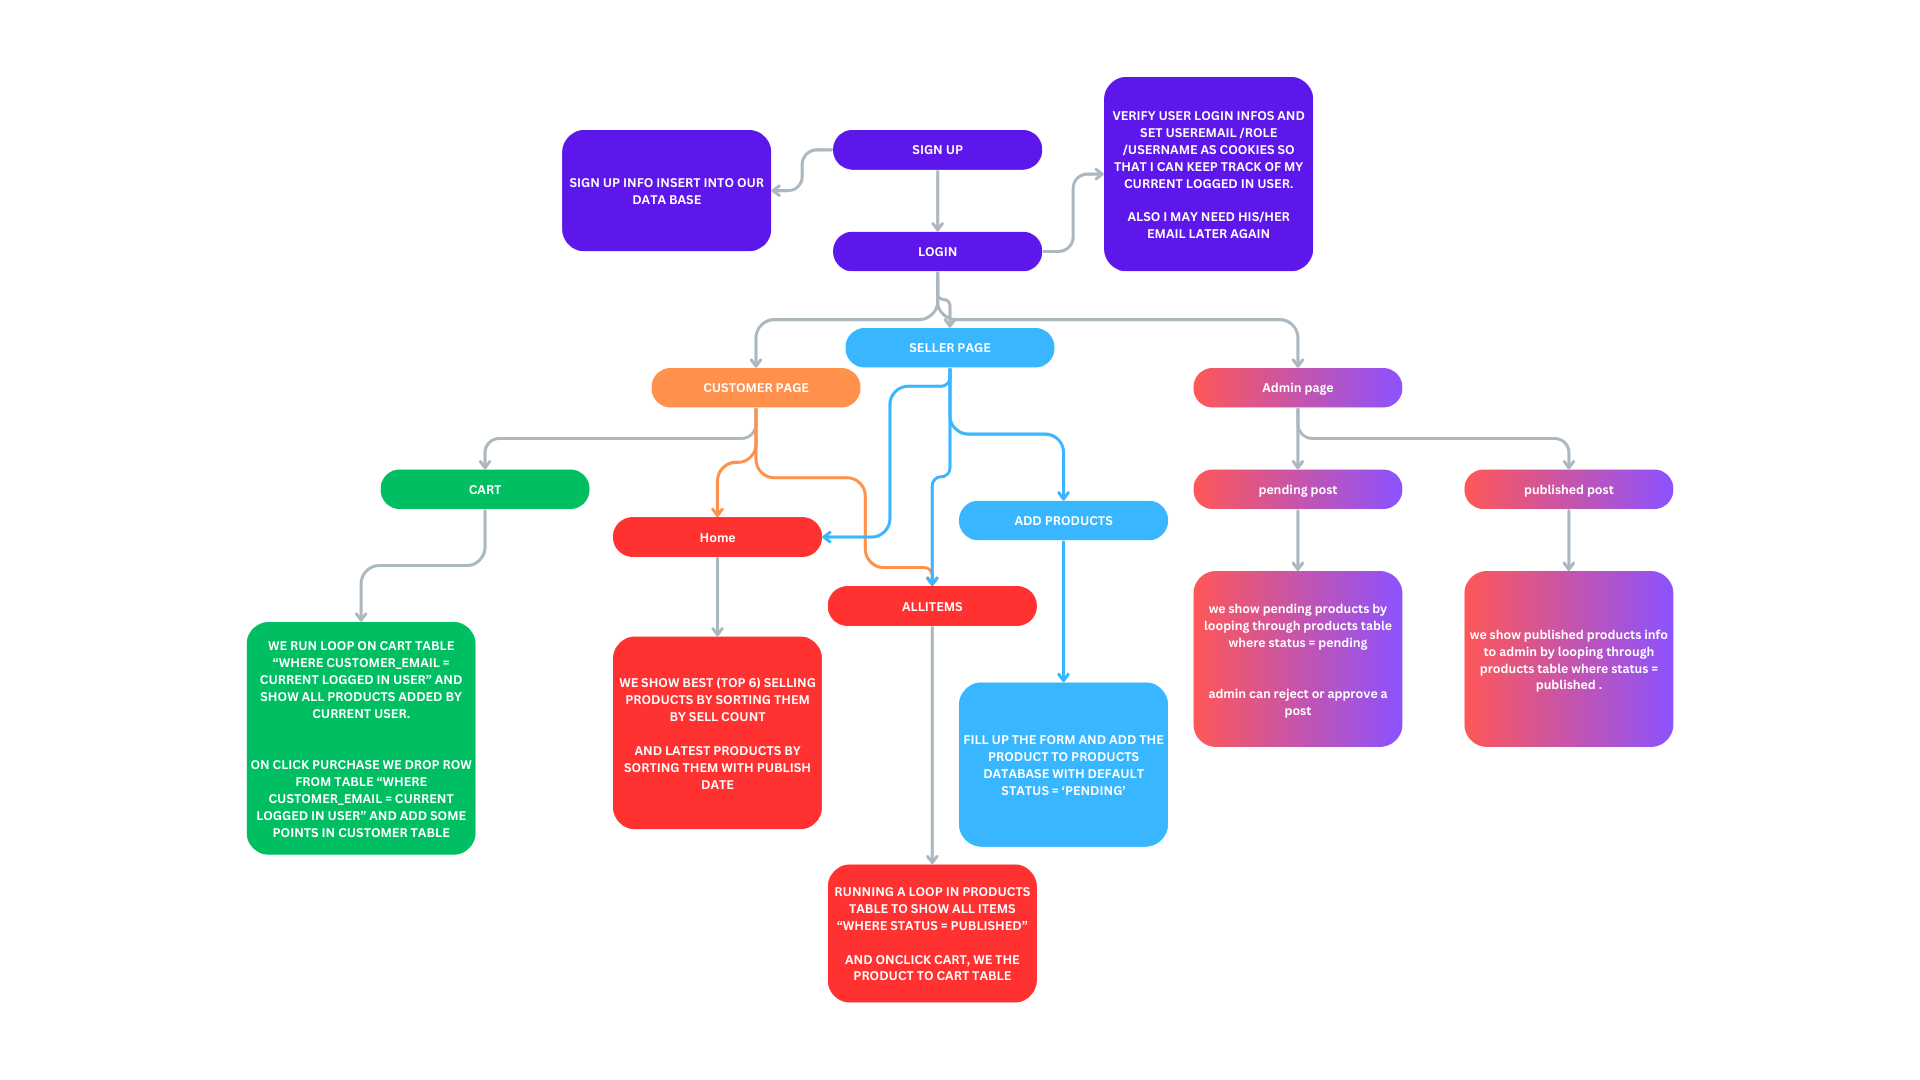 SIGN UP
SIGN UP INFO INSERT INTO OUR
DATA BASE
VERIFY USER LOGIN INFOS AND
SET USEREMAIL /ROLE
/USERNAME AS COOKIES SO
THAT I CAN KEEP TRACK OF MY
CURRENT LOGGED IN USER.
ALSO I MAY NEED HIS/HER
EMAIL LATER AGAIN
LOGIN
SELLER PAGE
CUSTOMER PAGE
Admin page
CART
pending post
published post
Home
ADD PRODUCTS
ALLITEMS
WE RUN LOOP ON CART TABLE
“WHERE CUSTOMER_EMAIL =
CURRENT LOGGED IN USER” AND
SHOW ALL PRODUCTS ADDED BY
CURRENT USER.
ON CLICK PURCHASE WE DROP ROW
FROM TABLE “WHERE
CUSTOMER_EMAIL = CURRENT
LOGGED IN USER” AND ADD SOME
POINTS IN CUSTOMER TABLE
WE SHOW BEST (TOP 6) SELLING
PRODUCTS BY SORTING THEM
BY SELL COUNT
AND LATEST PRODUCTS BY
SORTING THEM WITH PUBLISH
DATE
FILL UP THE FORM AND ADD THE
PRODUCT TO PRODUCTS
DATABASE WITH DEFAULT
STATUS = ‘PENDING’
we show pending products by
looping through products table
where status = pending
admin can reject or approve a
post
we show published products info
to admin by looping through
products table where status =
published .
RUNNING A LOOP IN PRODUCTS
TABLE TO SHOW ALL ITEMS
“WHERE STATUS = PUBLISHED”
AND ONCLICK CART, WE THE
PRODUCT TO CART TABLE